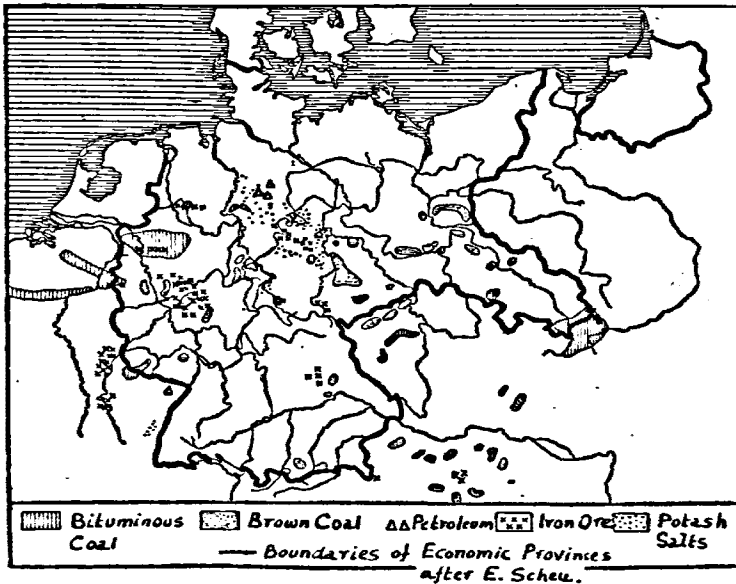 Bituminous Coal
Brown Coal
Petroleum
Iron Ore
Potash Salts
Boundaries of Economic Provinces
after E. Scheu.